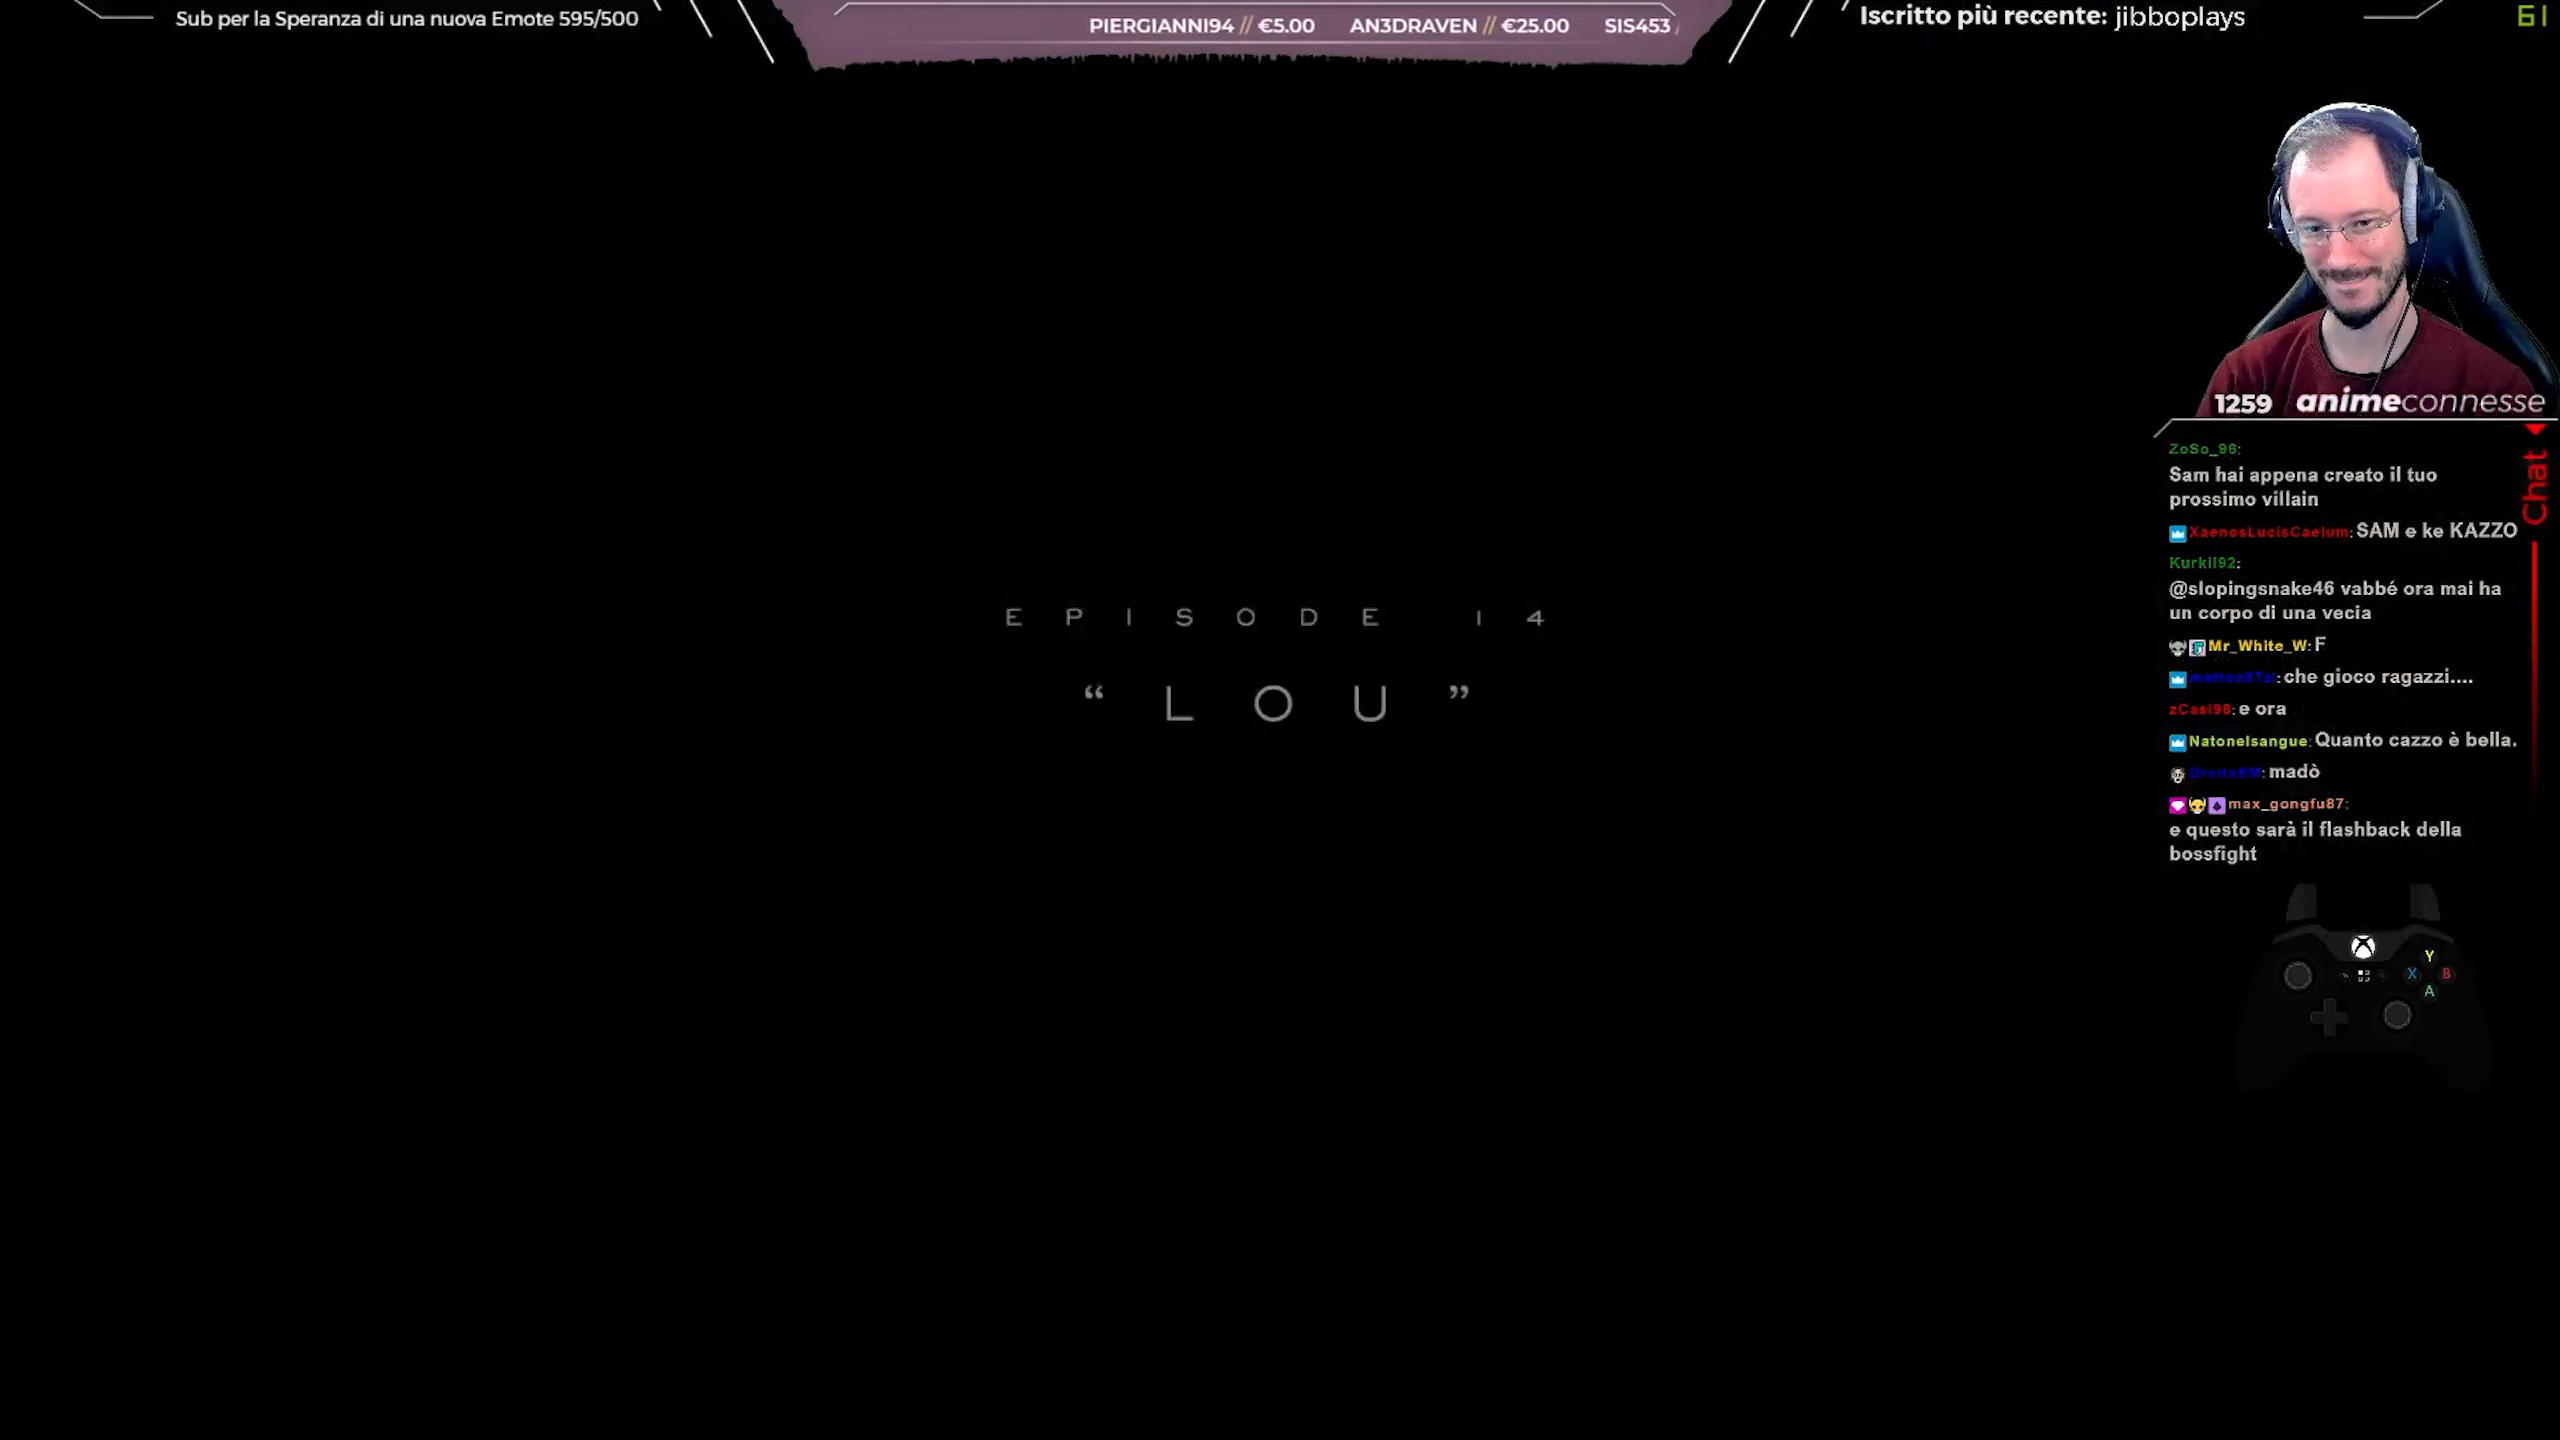 Sub per la Speranza di una nuova Emote 595/500
PIERGIANNI94 // €5.00 AN3DRAVEN // €25.00 SIS453 /
Iscritto più recente: jibboplays
61
1259 animeconnesse
Chat
ZoSo_96:
Sam hai appena creato il tuo
prossimo villain
XaenosLucisCaelum: SAM e ke KAZZO
Kurkil92:
@slopingsnake46 vabbé ora mai ha
un corpo di una vecia
Mr_White_W: F
che gioco ragazzi....
zCasi98: e ora
Natonelsangue: Quanto cazzo è bella.
madò
max_gongfu87:
e questo sarà il flashback della
bossfight
EPISODE 14
“LOU”
Y
X B
A